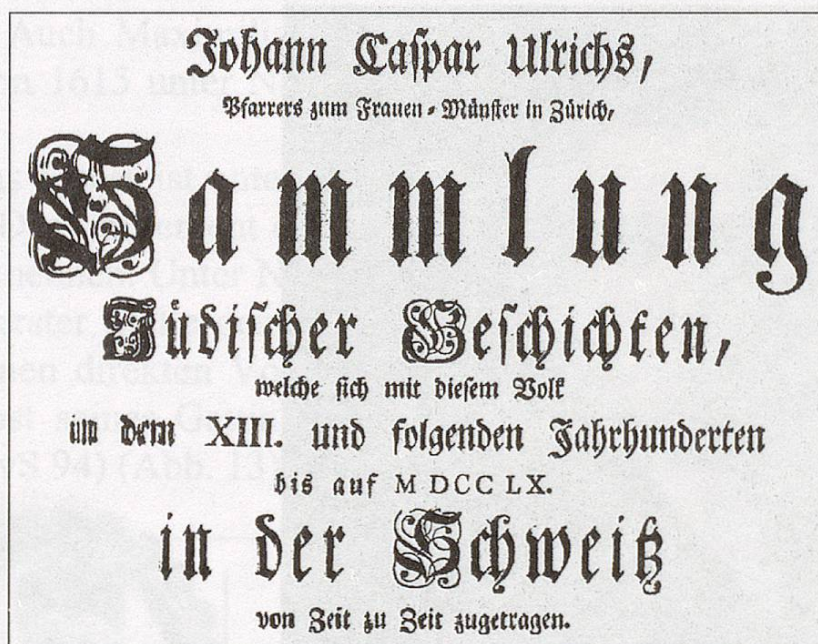 Johann Caspar Ulrichs,
Pfarrers zum Frauen-Münster in Zürich,
Sammlung
Jüdischer Geschichten,
welche sich mit diesem Volk
in dem XIII. und folgenden Jahrhunderten
bis auf MDCCLX.
in der Schweitz
von Zeit zu Zeit zugetragen.